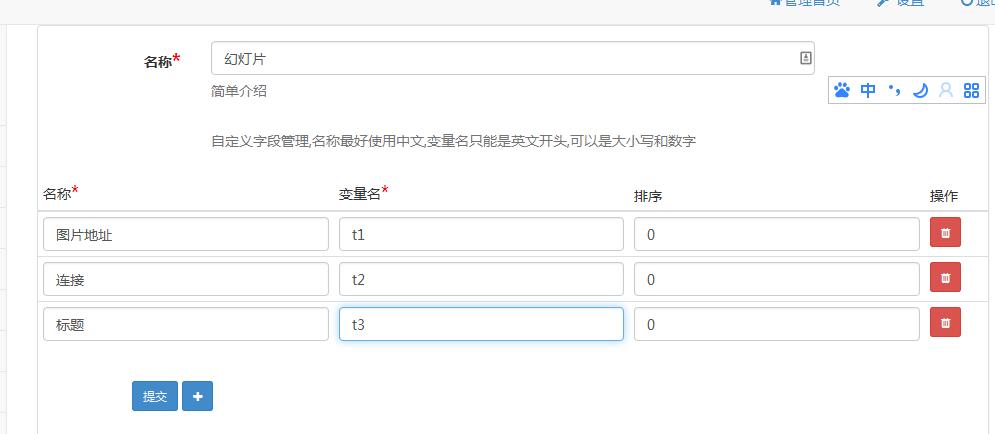 管理首页 设置 退出
名称*
幻灯片
简单介绍
中
自定义字段管理,名称最好使用中文,变量名只能是英文开头,可以是大小写和数字
名称* 变量名* 排序 操作
图片地址 t1 0
连接 t2 0
标题 t3 0
提交 +